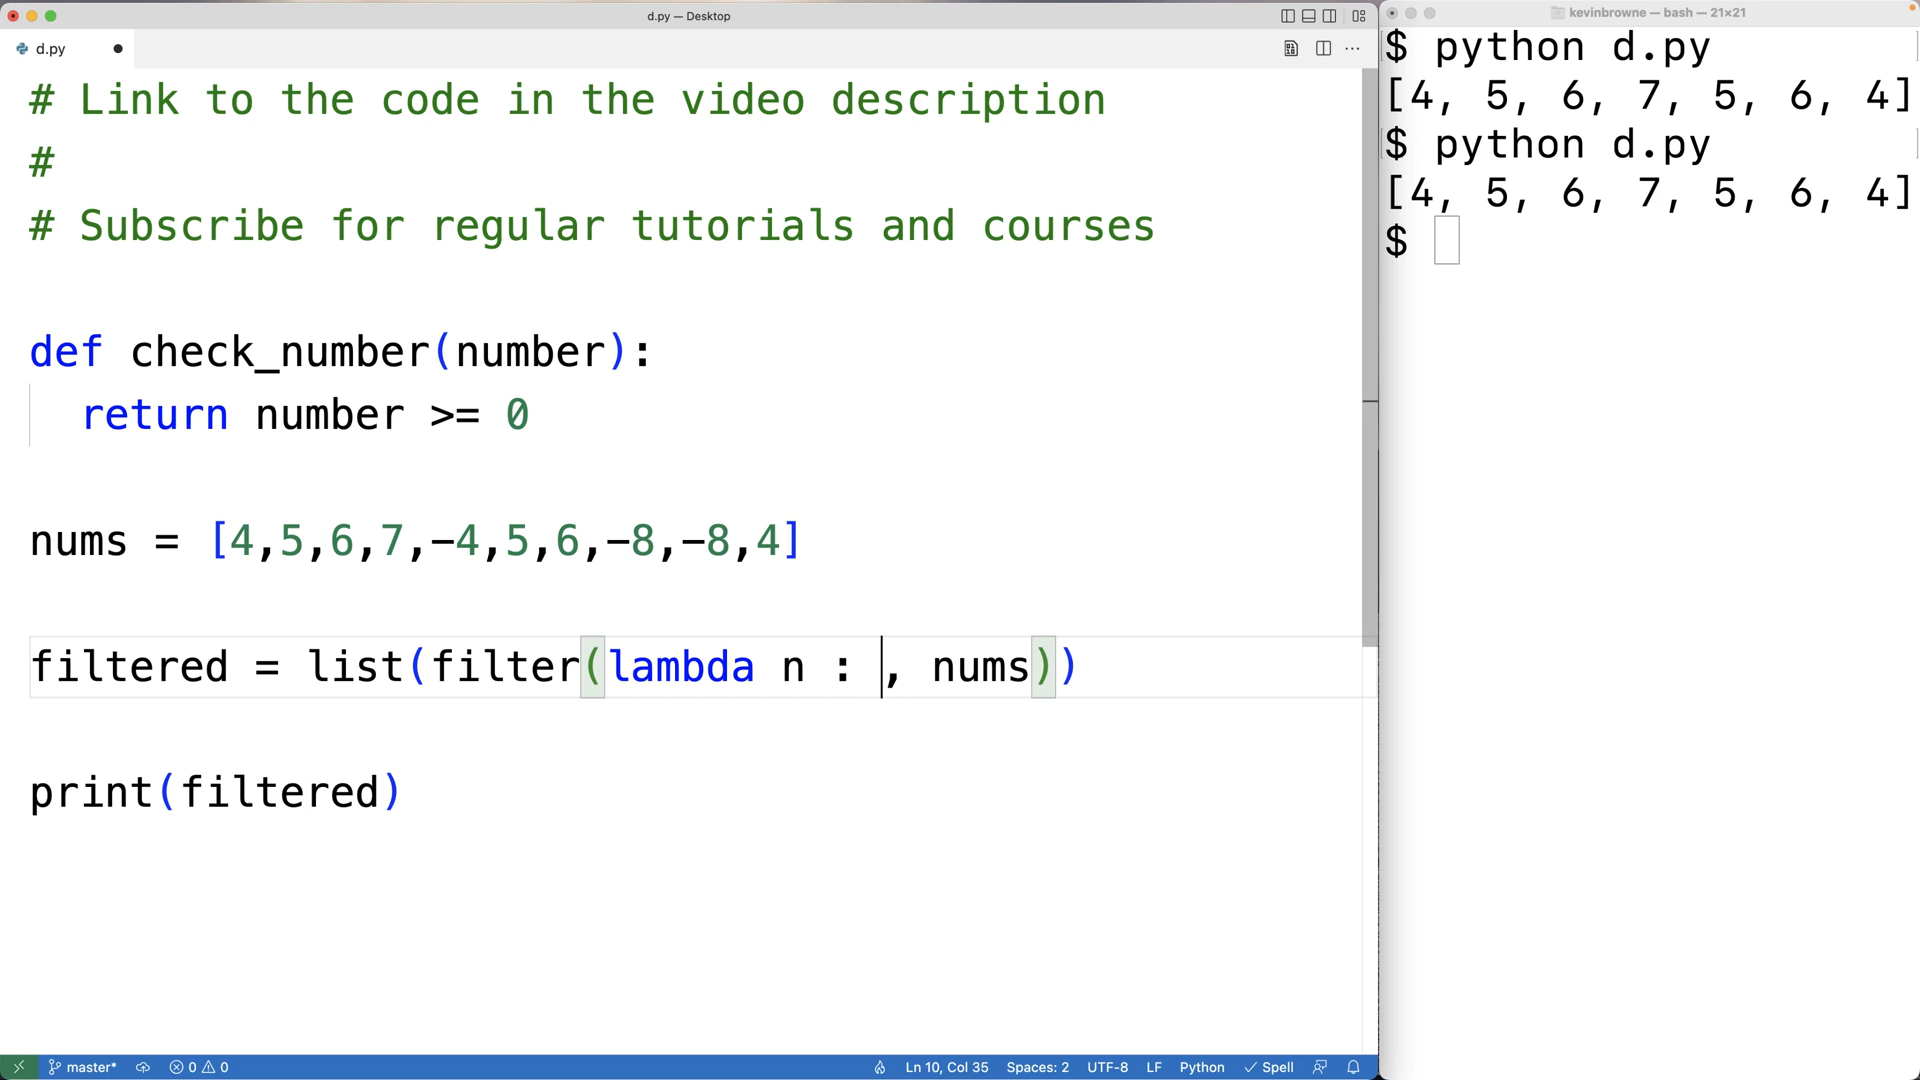 d.py — Desktop
d.py
# Link to the code in the video description
#
# Subscribe for regular tutorials and courses
def check_number(number):
return number >= 0
nums = [4,5,6,7,-4,5,6,-8,-8,4]
filtered = list(filter(lambda n : , nums))
print(filtered)
master* 0 0 Ln 10, Col 35 Spaces: 2 UTF-8 LF Python Spell
kevinbrowne — bash — 21×21
$ python d.py
[4, 5, 6, 7, 5, 6, 4]
$ python d.py
[4, 5, 6, 7, 5, 6, 4]
$